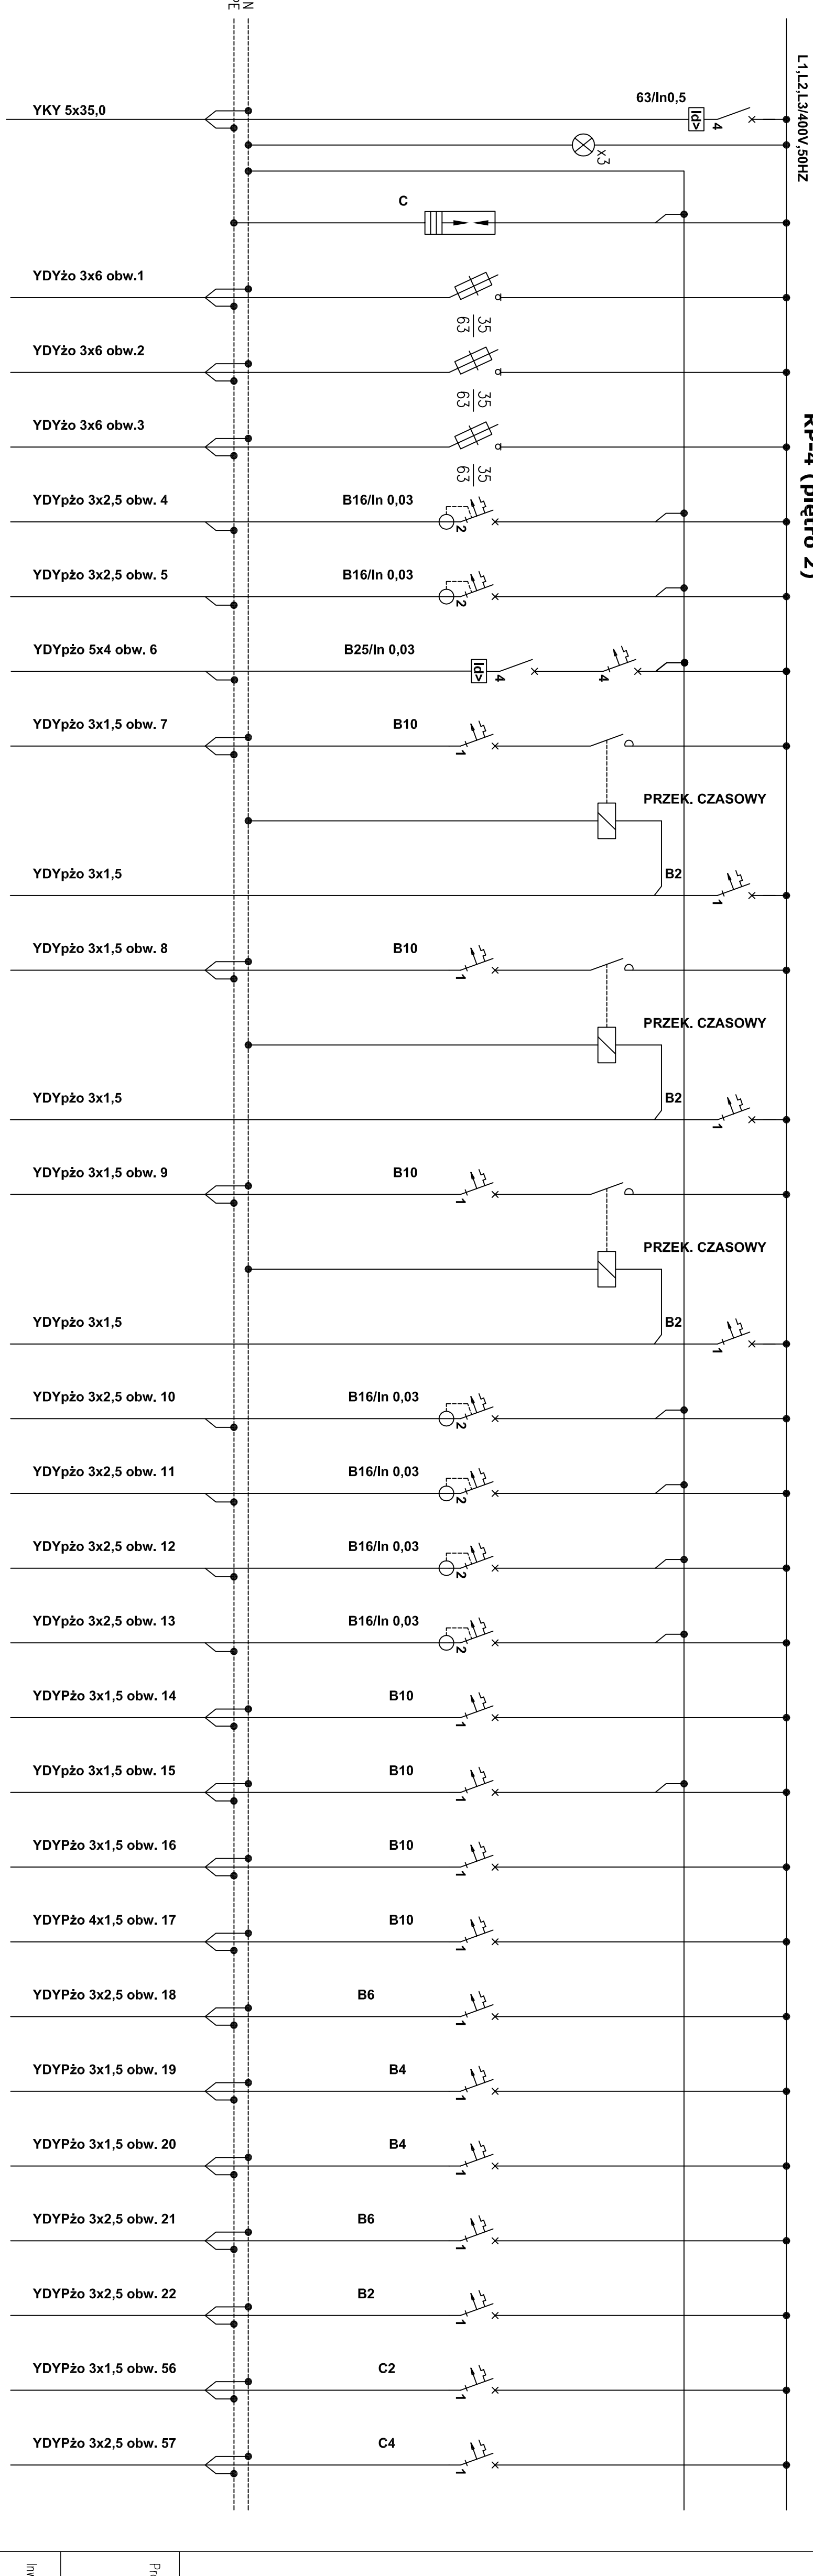 L1,L2,L3/400V,50HZ
RP-4 (piętro 2)
N
PE
YKY 5x35,0
63/In0,5
Id>
4
x3
C
YDYżo 3x6 obw.1
35
63
YDYżo 3x6 obw.2
35
63
YDYżo 3x6 obw.3
35
63
YDYpżo 3x2,5 obw. 4
B16/In 0,03
2
YDYpżo 3x2,5 obw. 5
B16/In 0,03
2
YDYpżo 5x4 obw. 6
B25/In 0,03
Id>
4
4
YDYpżo 3x1,5 obw. 7
B10
1
PRZEK. CZASOWY
YDYpżo 3x1,5
B2
1
YDYpżo 3x1,5 obw. 8
B10
1
PRZEK. CZASOWY
YDYpżo 3x1,5
B2
1
YDYpżo 3x1,5 obw. 9
B10
1
PRZEK. CZASOWY
YDYpżo 3x1,5
B2
1
YDYpżo 3x2,5 obw. 10
B16/In 0,03
2
YDYpżo 3x2,5 obw. 11
B16/In 0,03
2
YDYpżo 3x2,5 obw. 12
B16/In 0,03
2
YDYpżo 3x2,5 obw. 13
B16/In 0,03
2
YDYPżo 3x1,5 obw. 14
B10
1
YDYpżo 3x1,5 obw. 15
B10
1
YDYPżo 3x1,5 obw. 16
B10
1
YDYPżo 4x1,5 obw. 17
B10
1
YDYPżo 3x2,5 obw. 18
B6
1
YDYPżo 3x1,5 obw. 19
B4
1
YDYPżo 3x1,5 obw. 20
B4
1
YDYPżo 3x2,5 obw. 21
B6
1
YDYPżo 3x2,5 obw. 22
B2
1
YDYPżo 3x1,5 obw. 56
C2
1
YDYPżo 3x2,5 obw. 57
C4
1